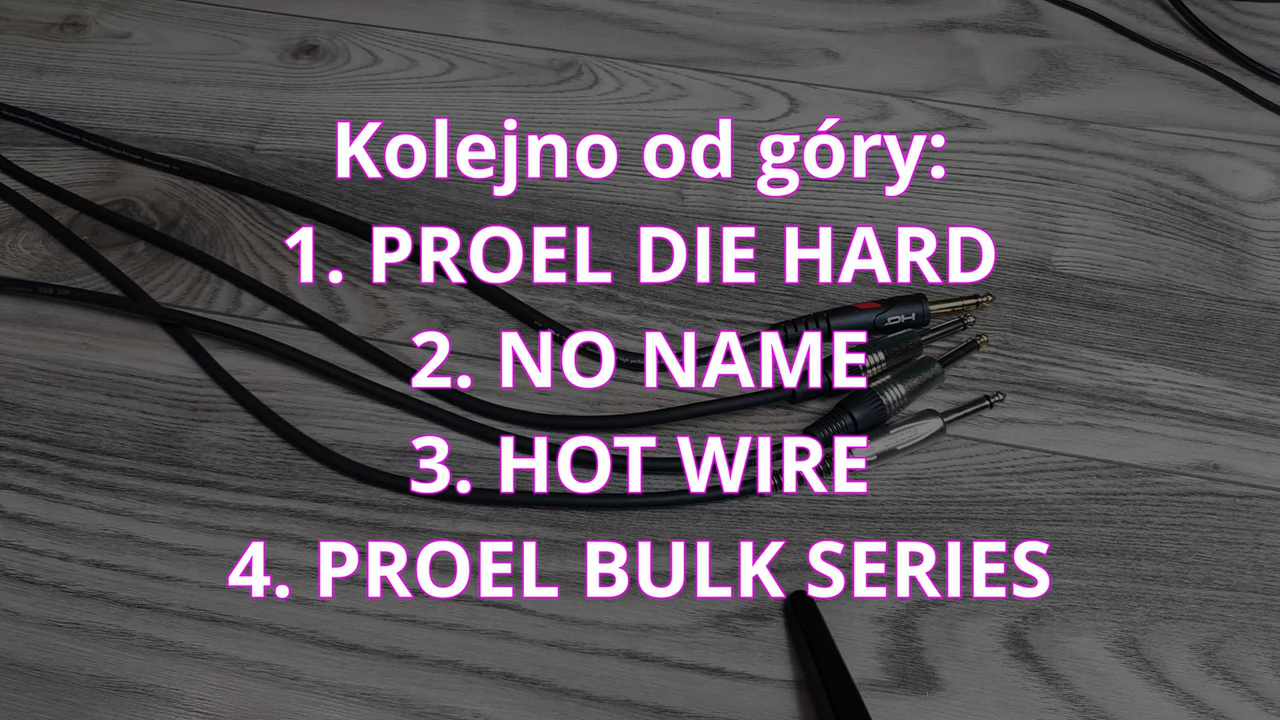 Kolejno od góry:
1. PROEL DIE HARD
2. NO NAME
3. HOT WIRE
4. PROEL BULK SERIES